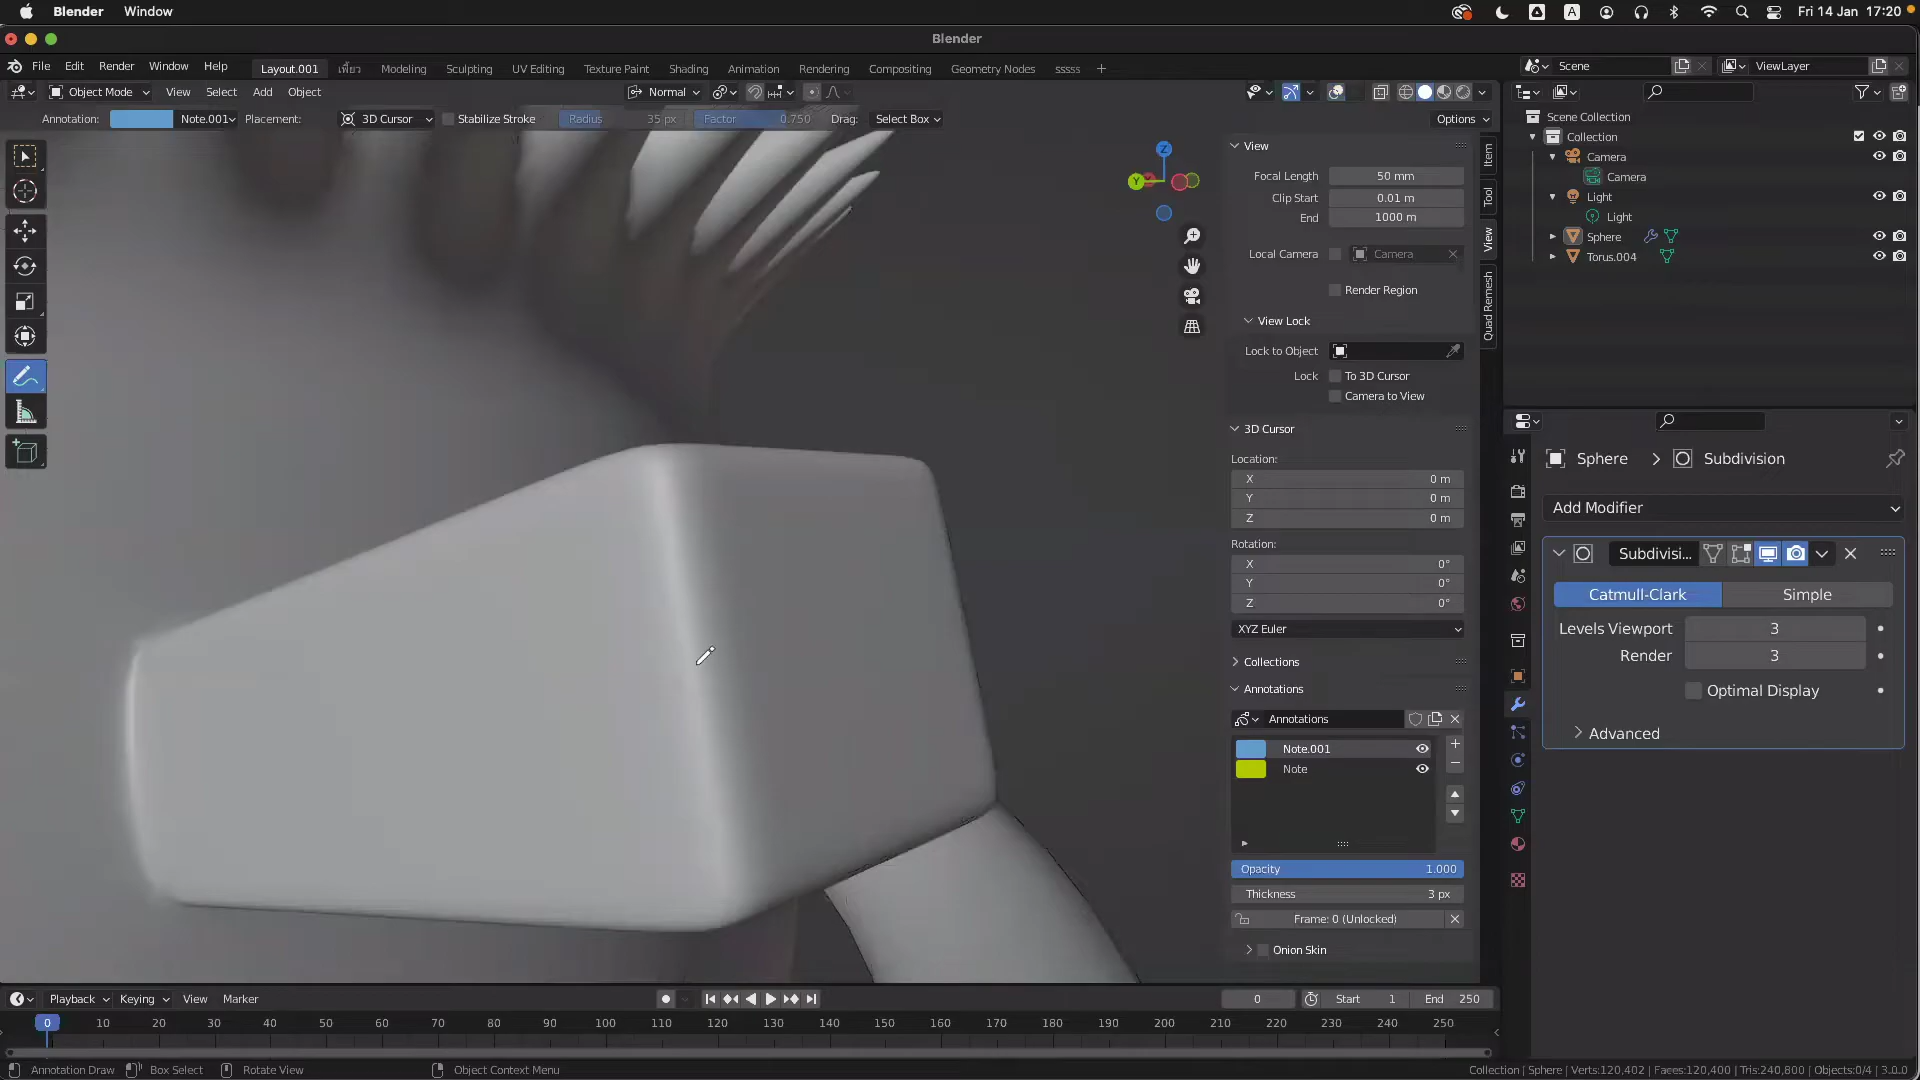 Blender Window Fri 14 Jan 17:20
Blender
File Edit Render Window Help Layout.001 เพี้ยว Modeling Sculpting UV Editing Texture Paint Shading Animation Rendering Compositing Geometry Nodes sssss + Scene ViewLayer
Object Mode View Select Add Object Normal
Annotation: Note.001 Placement: 3D Cursor Stabilize Stroke Radius 35 px Factor 0.750 Drag: Select Box Options
View
Focal Length 50 mm
Clip Start 0.01 m
End 1000 m
Local Camera Camera
Render Region
View Lock
Lock to Object
Lock To 3D Cursor
Camera to View
3D Cursor
Location:
X 0 m
Y 0 m
Z 0 m
Rotation:
X 0°
Y 0°
Z 0°
XYZ Euler
Collections
Annotations
Annotations
Note.001
Note
Opacity 1.000
Thickness 3 px
Frame: 0 (Unlocked)
Onion Skin
Item
Tool
View
Quad Remesh
Z
Y
Scene Collection
Collection
Camera
Camera
Light
Light
Sphere
Torus.004
Sphere > Subdivision
Add Modifier
Subdivisi...
Catmull-Clark Simple
Levels Viewport 3
Render 3
Optimal Display
Advanced
Playback Keying View Marker 0 Start 1 End 250
0 10 20 30 40 50 60 70 80 90 100 110 120 130 140 150 160 170 180 190 200 210 220 230 240 250
Annotation Draw Box Select Rotate View Object Context Menu Collection | Sphere | Verts:120,402 | Faces:120,400 | Tris:240,800 | Objects:0/4 | 3.0.0